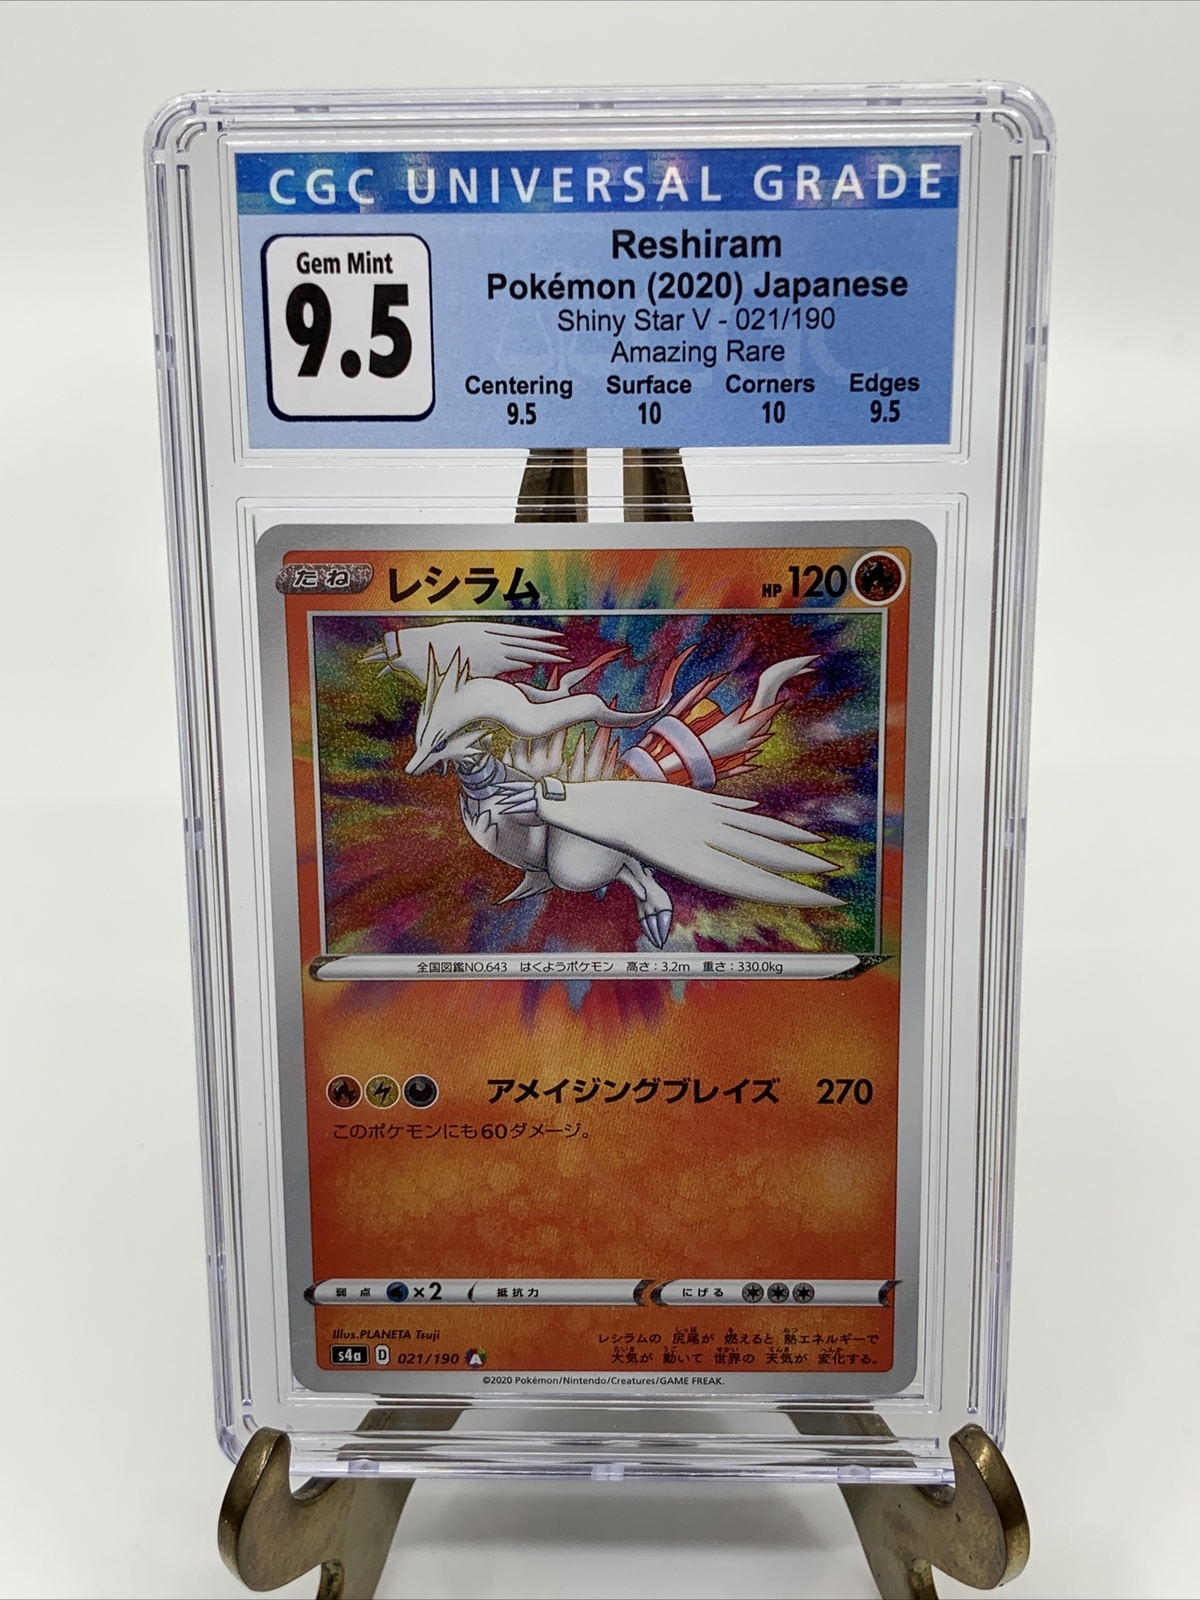 CGC UNIVERSAL GRADE
Gem Mint
9.5
Reshiram
Pokémon (2020) Japanese
Shiny Star V - 021/190
Amazing Rare
Centering Surface Corners Edges
9.5 10 10 9.5
たね レシラム HP 120
全国図鑑NO.643 はくようポケモン 高さ：3.2m 重さ：330.0kg
アメイジングブレイズ 270
このポケモンにも60ダメージ。
弱点 ×2 抵抗力 にげる
Illus.PLANETA Tsuji
レシラムの 尻尾が 燃えると 熱エネルギーで
大気が 動いて 世界の 天気が 変化する。
s4a D 021/190 A
©2020 Pokémon/Nintendo/Creatures/GAME FREAK.